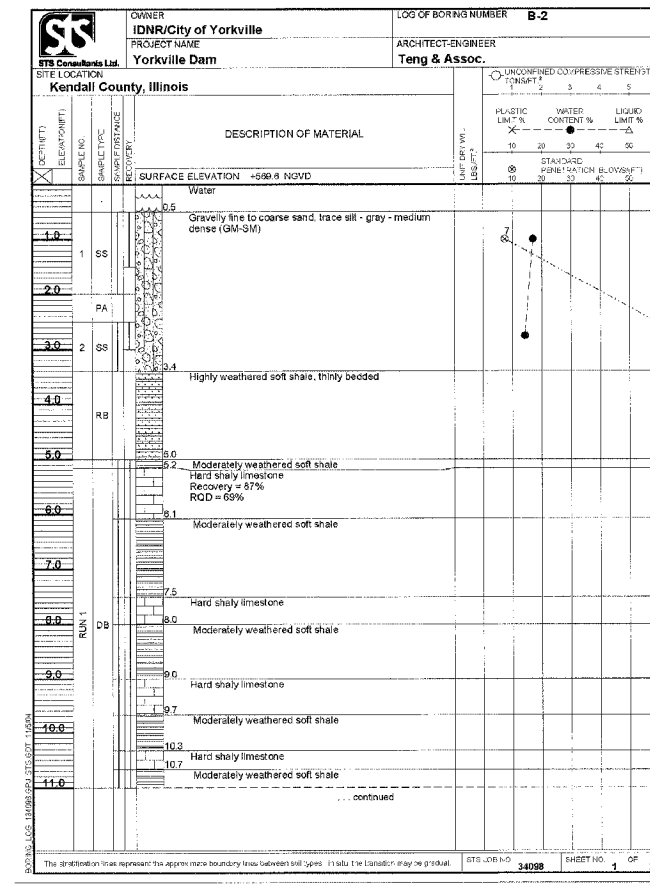 STS
STS Consultants Ltd.
OWNER
IDNR/City of Yorkville
LOG OF BORING NUMBER B-2
PROJECT NAME
Yorkville Dam
ARCHITECT-ENGINEER
Teng & Assoc.
SITE LOCATION
Kendall County, Illinois
UNCONFINED COMPRESSIVE STRENGT
TONS/FT.2
1 2 3 4 5
PLASTIC LIMIT %
WATER CONTENT %
LIQUID LIMIT %
10 20 30 40 50
STANDARD
PENETRATION BLOWS/(FT)
10 20 30 40 50
DEPTH(FT)
ELEVATION(FT)
SAMPLE NO.
SAMPLE TYPE
SAMPLE DISTANCE
RECOVERY
DESCRIPTION OF MATERIAL
UNIT DRY WT.
LBS./FT.3
SURFACE ELEVATION +569.6 NGVD
Water
0.5
Gravelly fine to coarse sand, trace silt - gray - medium
dense (GM-SM)
7
1.0
1 SS
2.0
PA
3.0
2 SS
3.4
Highly weathered soft shale, thinly bedded
4.0
RB
5.0
5.0
5.2
Moderately weathered soft shale
Hard shaly limestone
Recovery = 87%
RQD = 69%
6.0
6.1
Moderately weathered soft shale
7.0
7.5
Hard shaly limestone
8.0
RUN 1
DB
8.0
Moderately weathered soft shale
9.0
9.0
Hard shaly limestone
9.7
Moderately weathered soft shale
10.0
10.3
Hard shaly limestone
10.7
Moderately weathered soft shale
11.0
... continued
The stratification lines represent the approximate boundary lines between soil types: in situ, the transition may be gradual.
STS JOB NO.
34098
SHEET NO. 1 OF